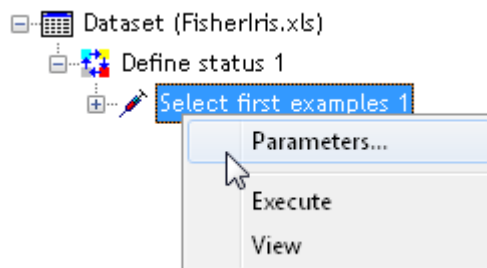 Dataset (FisherIris.xls)
Define status 1
Select first examples 1
Parameters...
Execute
View